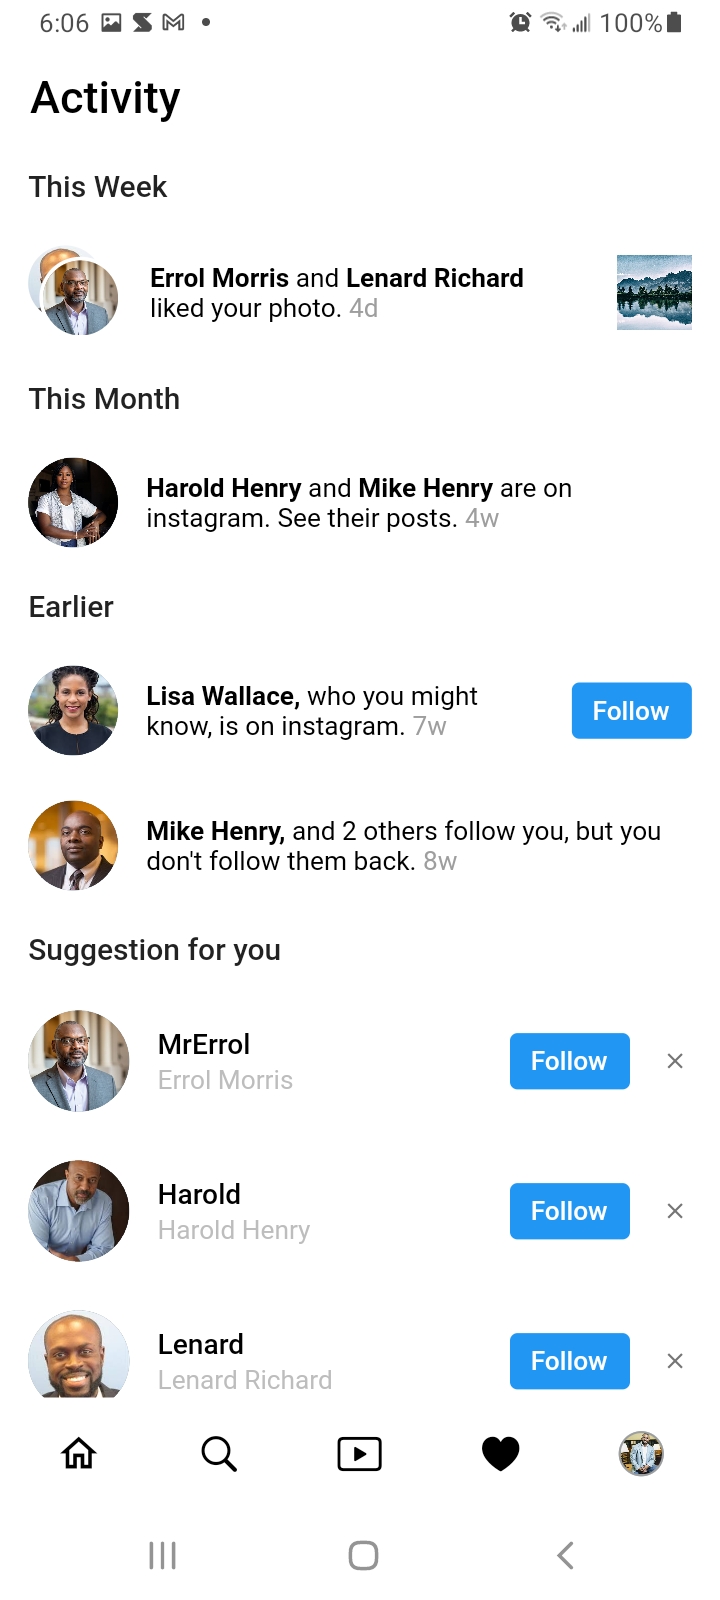 6:06
100%
Activity
This Week
Errol Morris and Lenard Richard
liked your photo. 4d
This Month
Harold Henry and Mike Henry are on
instagram. See their posts. 4w
Earlier
Lisa Wallace, who you might
know, is on instagram. 7w
Follow
Mike Henry, and 2 others follow you, but you
don't follow them back. 8w
Suggestion for you
MrErrol
Errol Morris
Follow
Harold
Harold Henry
Follow
Lenard
Lenard Richard
Follow